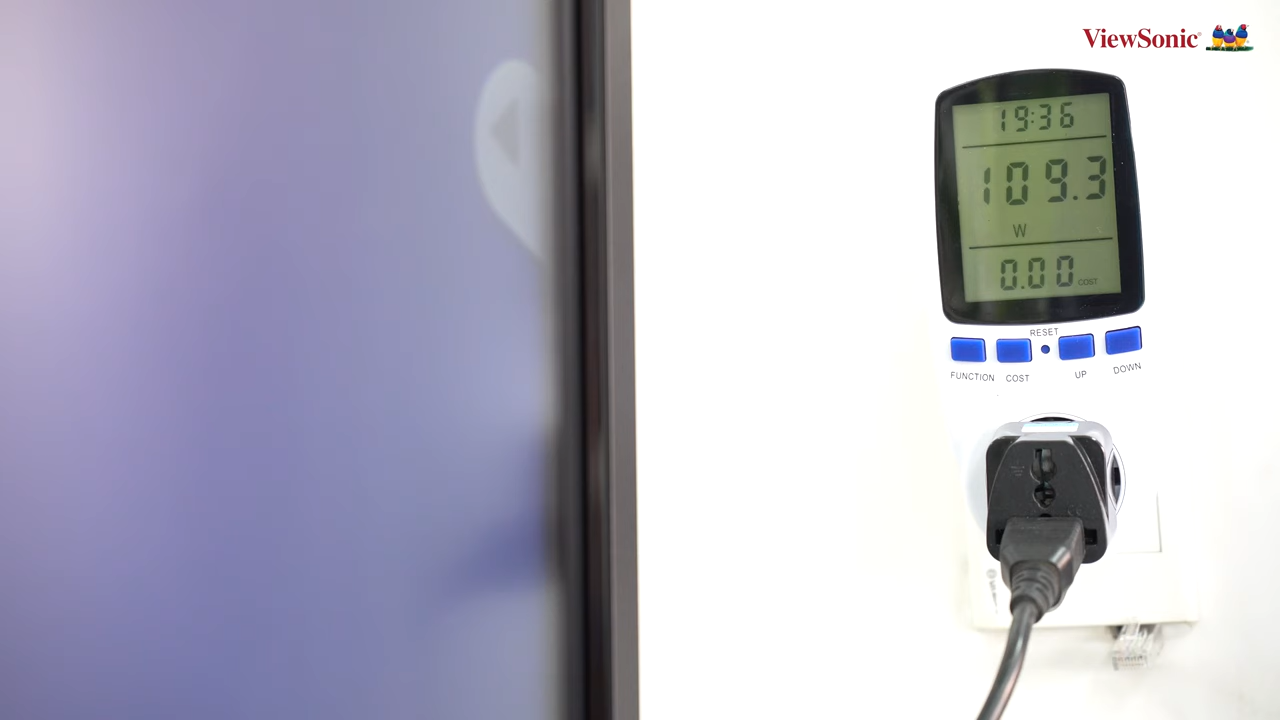 ViewSonic
19:36
109.3
W
0.00 COST
RESET
FUNCTION COST UP DOWN